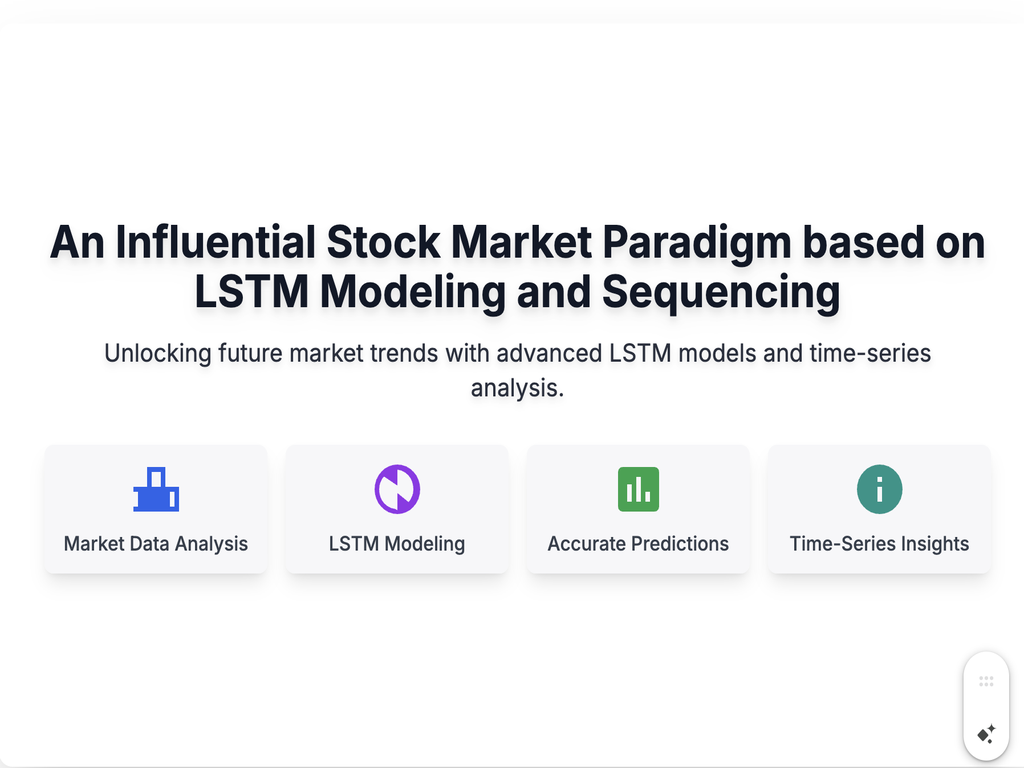 An Influential Stock Market Paradigm based on
LSTM Modeling and Sequencing
Unlocking future market trends with advanced LSTM models and time-series
analysis.
Market Data Analysis
LSTM Modeling
Accurate Predictions
Time-Series Insights